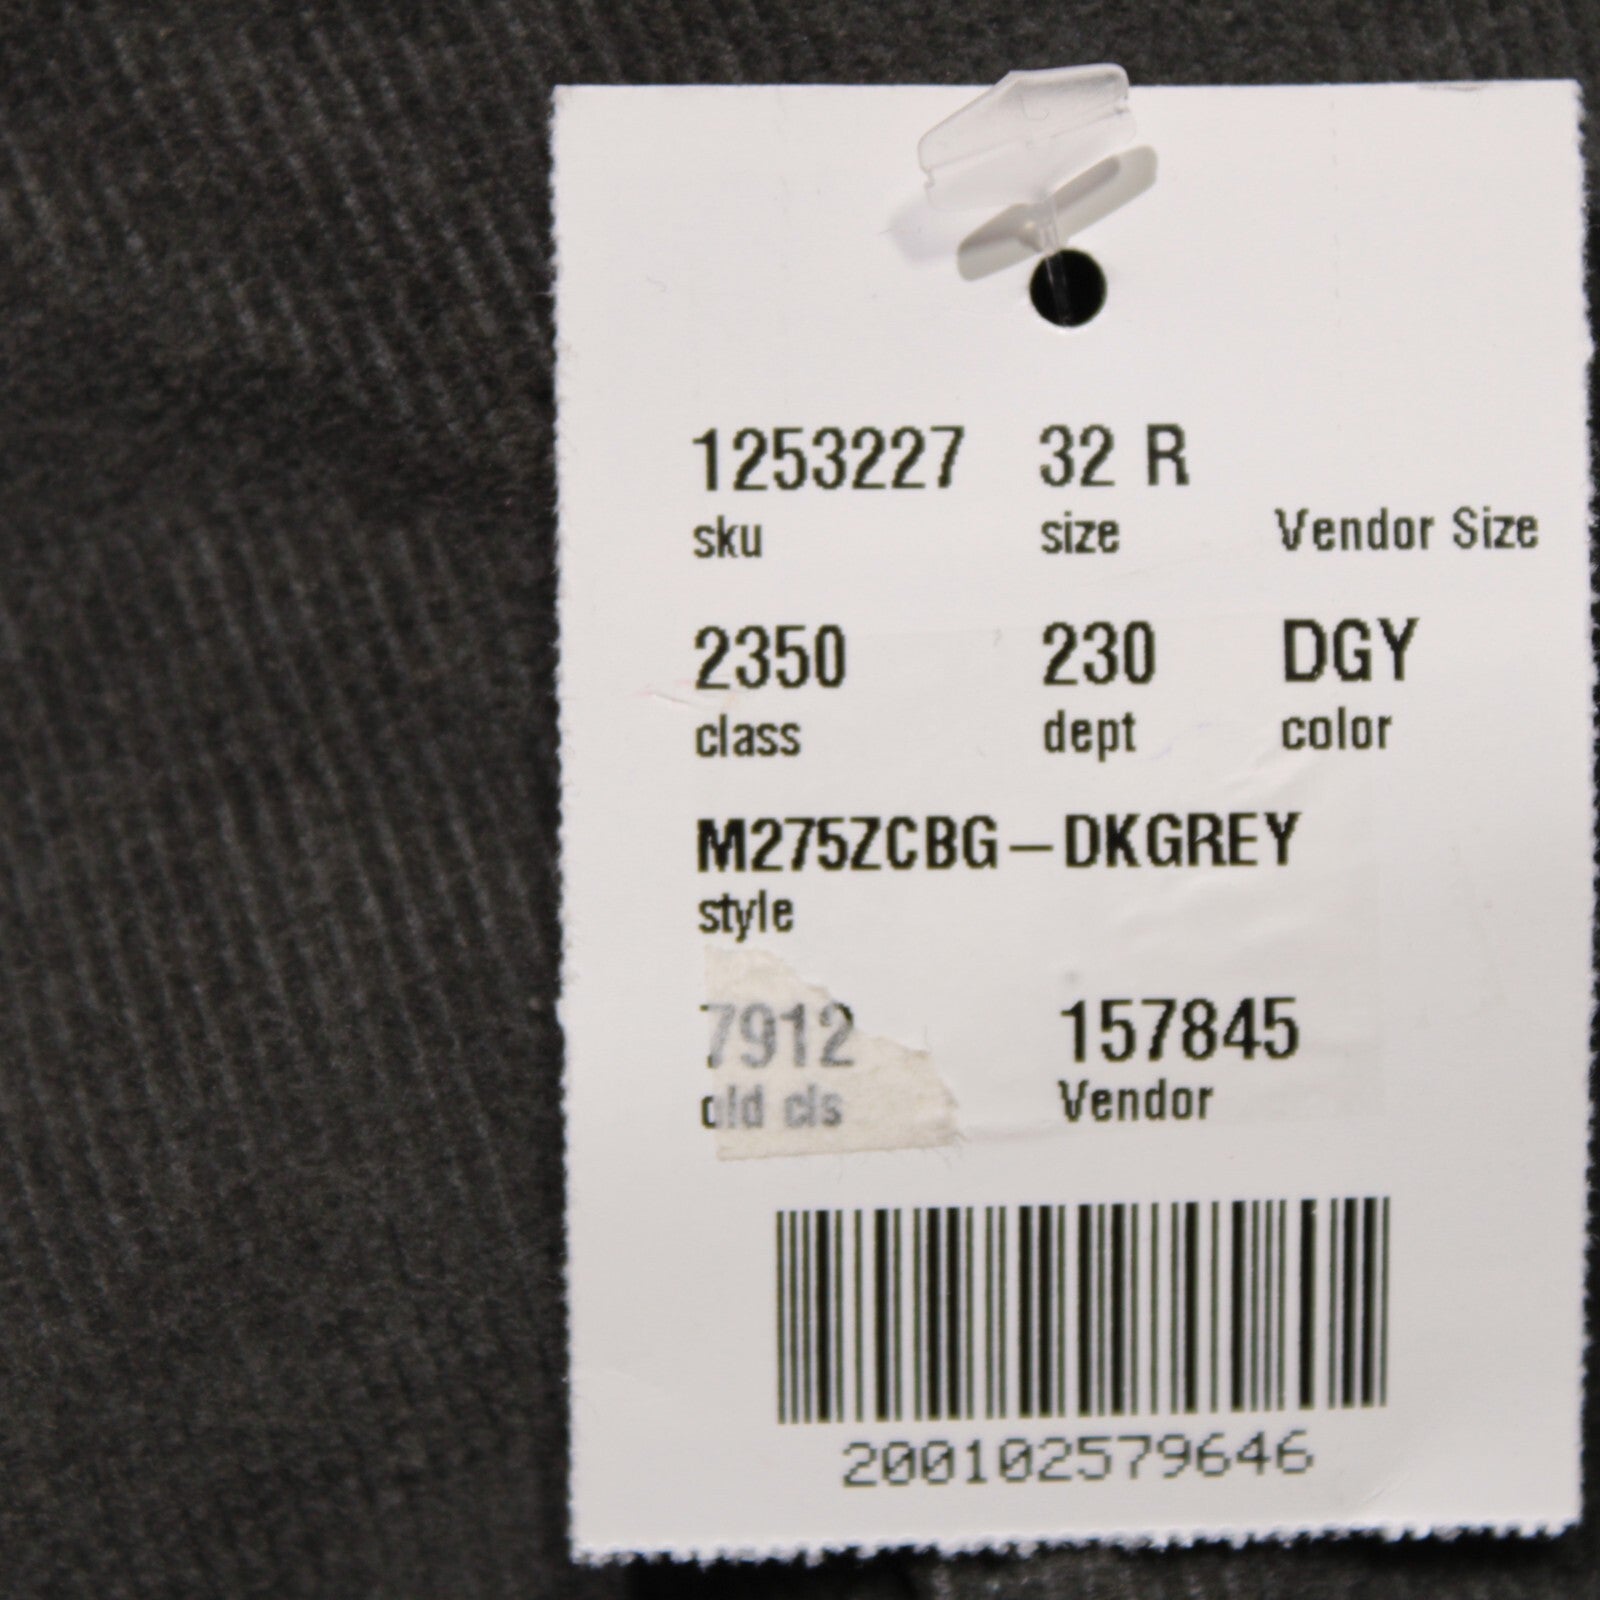 1253227 32 R
sku size Vendor Size
2350 230 DGY
class dept color
M275ZCBG-DKGREY
style
7912 157845
old cls Vendor
200102579646